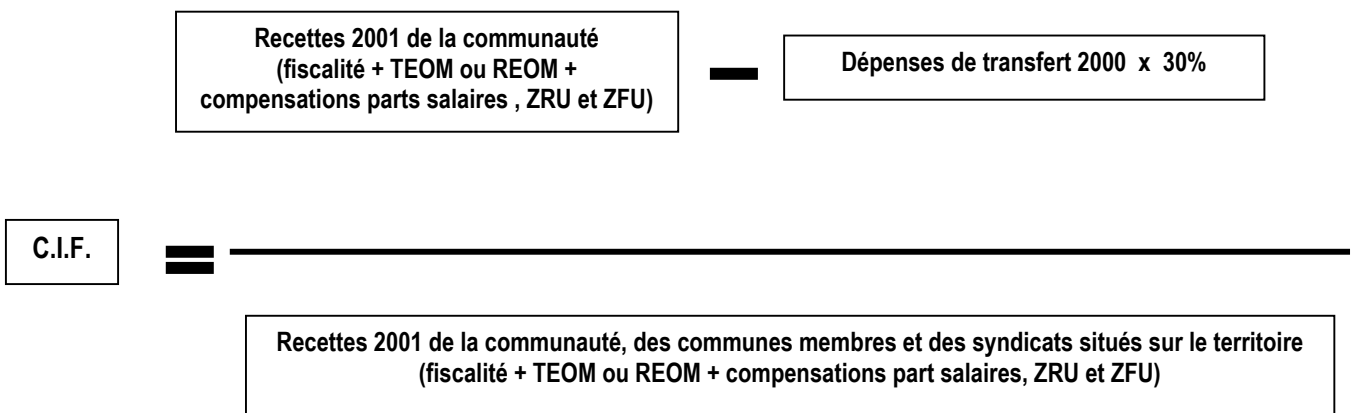 Recettes 2001 de la communauté
(fiscalité + TEOM ou REOM +
compensations parts salaires , ZRU et ZFU)
Dépenses de transfert 2000 x 30%
C.I.F.
Recettes 2001 de la communauté, des communes membres et des syndicats situés sur le territoire
(fiscalité + TEOM ou REOM + compensations part salaires, ZRU et ZFU)